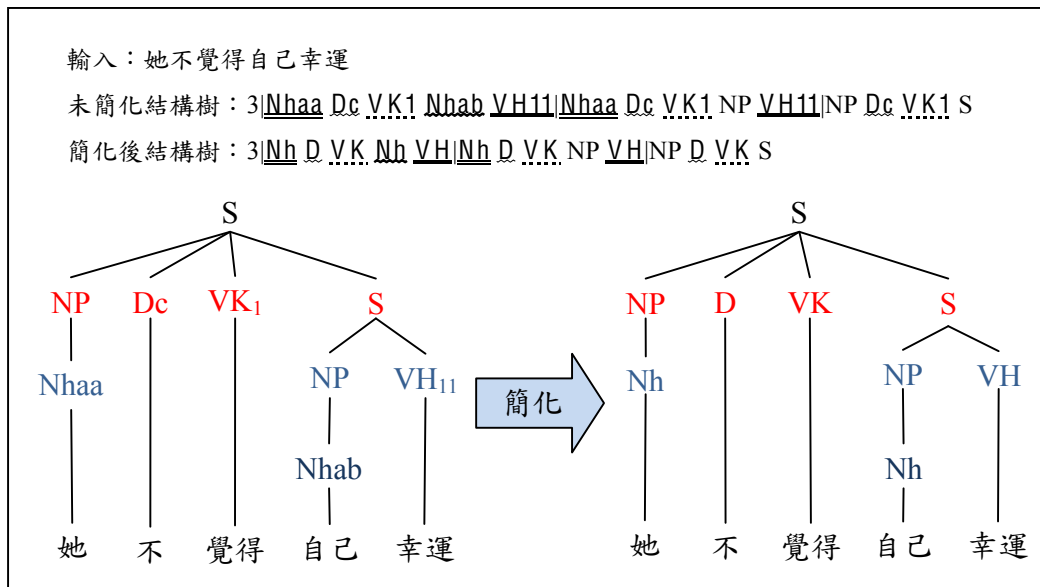 輸入：她不覺得自己幸運
未簡化結構樹：3|Nhaa Dc VK1 Nhab VH11|Nhaa Dc VK1 NP VH11|NP Dc VK1 S
簡化後結構樹：3|Nh D VK Nh VH|Nh D VK NP VH|NP D VK S
S S
NP Dc VK₁ S NP D VK S
Nhaa NP VH₁₁ 簡化 Nh NP VH
Nhab Nh
她 不 覺得 自己 幸運 她 不 覺得 自己 幸運